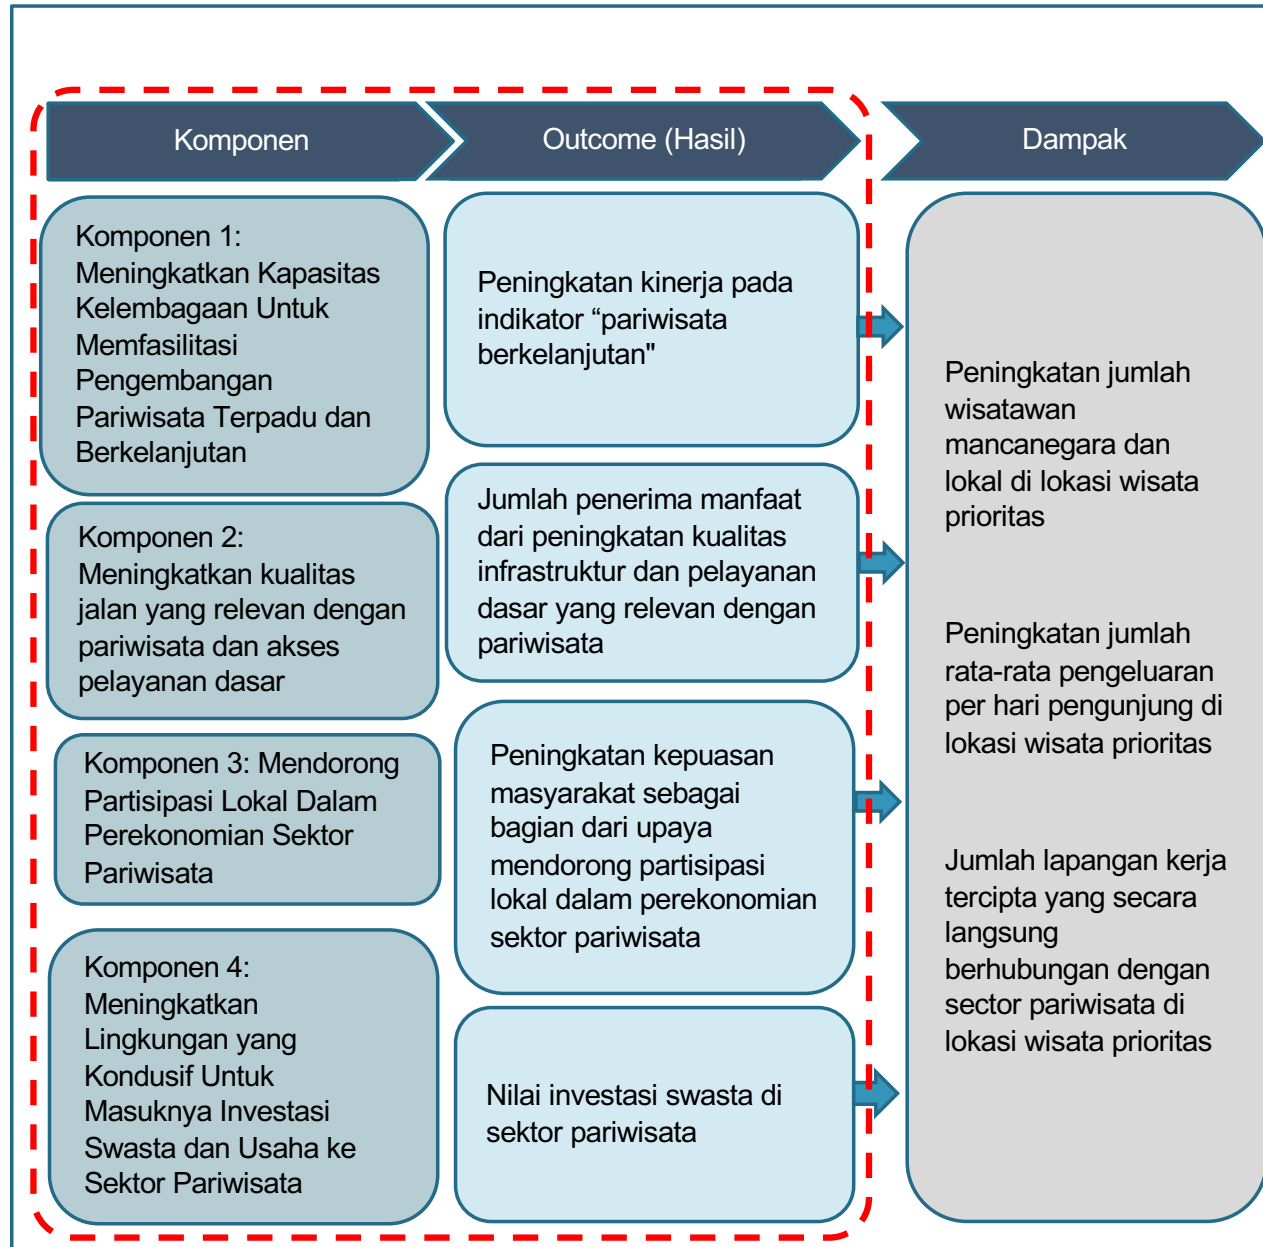 Komponen
Outcome (Hasil)
Dampak
Komponen 1:
Meningkatkan Kapasitas
Kelembagaan Untuk
Memfasilitasi
Pengembangan
Pariwisata Terpadu dan
Berkelanjutan
Komponen 2:
Meningkatkan kualitas
jalan yang relevan dengan
pariwisata dan akses
pelayanan dasar
Komponen 3: Mendorong
Partisipasi Lokal Dalam
Perekonomian Sektor
Pariwisata
Komponen 4:
Meningkatkan
Lingkungan yang
Kondusif Untuk
Masuknya Investasi
Swasta dan Usaha ke
Sektor Pariwisata
Peningkatan kinerja pada
indikator “pariwisata
berkelanjutan"
Jumlah penerima manfaat
dari peningkatan kualitas
infrastruktur dan pelayanan
dasar yang relevan dengan
pariwisata
Peningkatan kepuasan
masyarakat sebagai
bagian dari upaya
mendorong partisipasi
lokal dalam perekonomian
sektor pariwisata
Nilai investasi swasta di
sektor pariwisata
Peningkatan jumlah
wisatawan
mancanegara dan
lokal di lokasi wisata
prioritas
Peningkatan jumlah
rata-rata pengeluaran
per hari pengunjung di
lokasi wisata prioritas
Jumlah lapangan kerja
tercipta yang secara
langsung
berhubungan dengan
sector pariwisata di
lokasi wisata prioritas